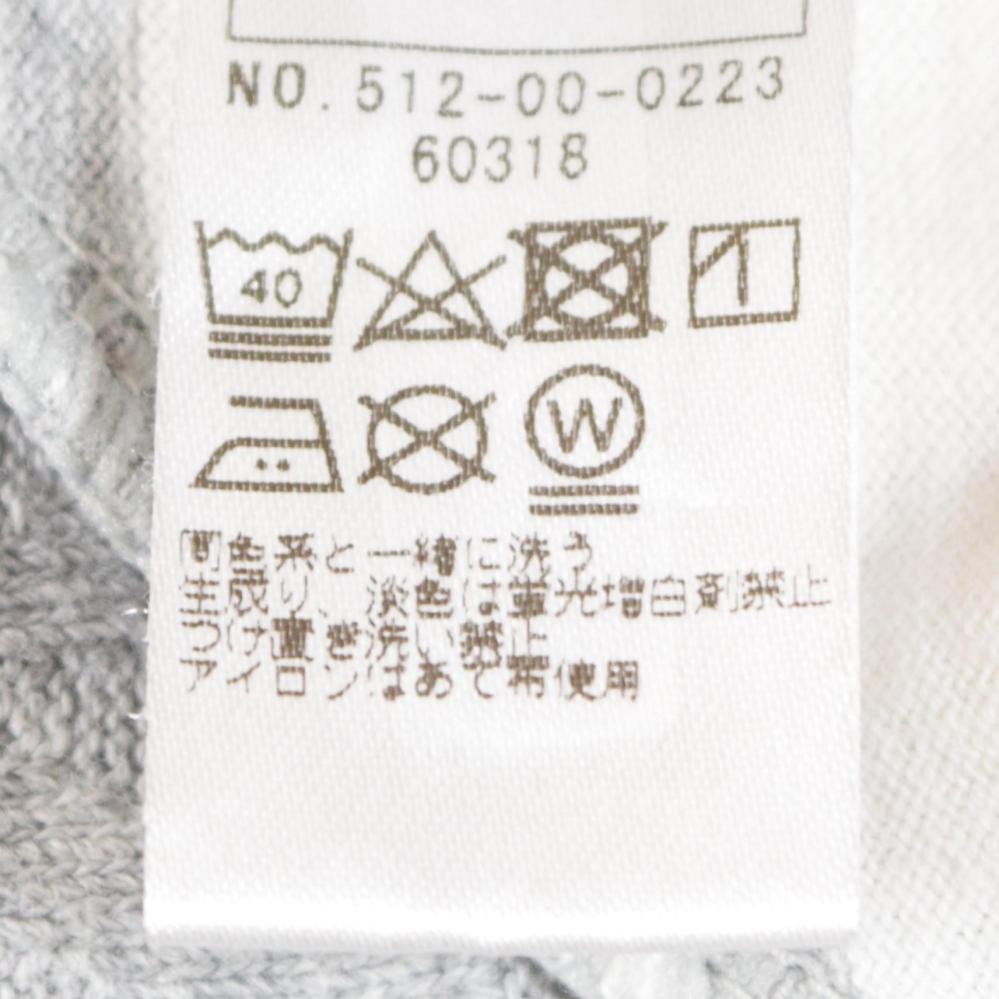 NO. 512-00-0223
60318
40
W
同色系と一緒に洗う
生成り、淡色は蛍光増白剤禁止
つけ置き洗い禁止
アイロンはあて布使用